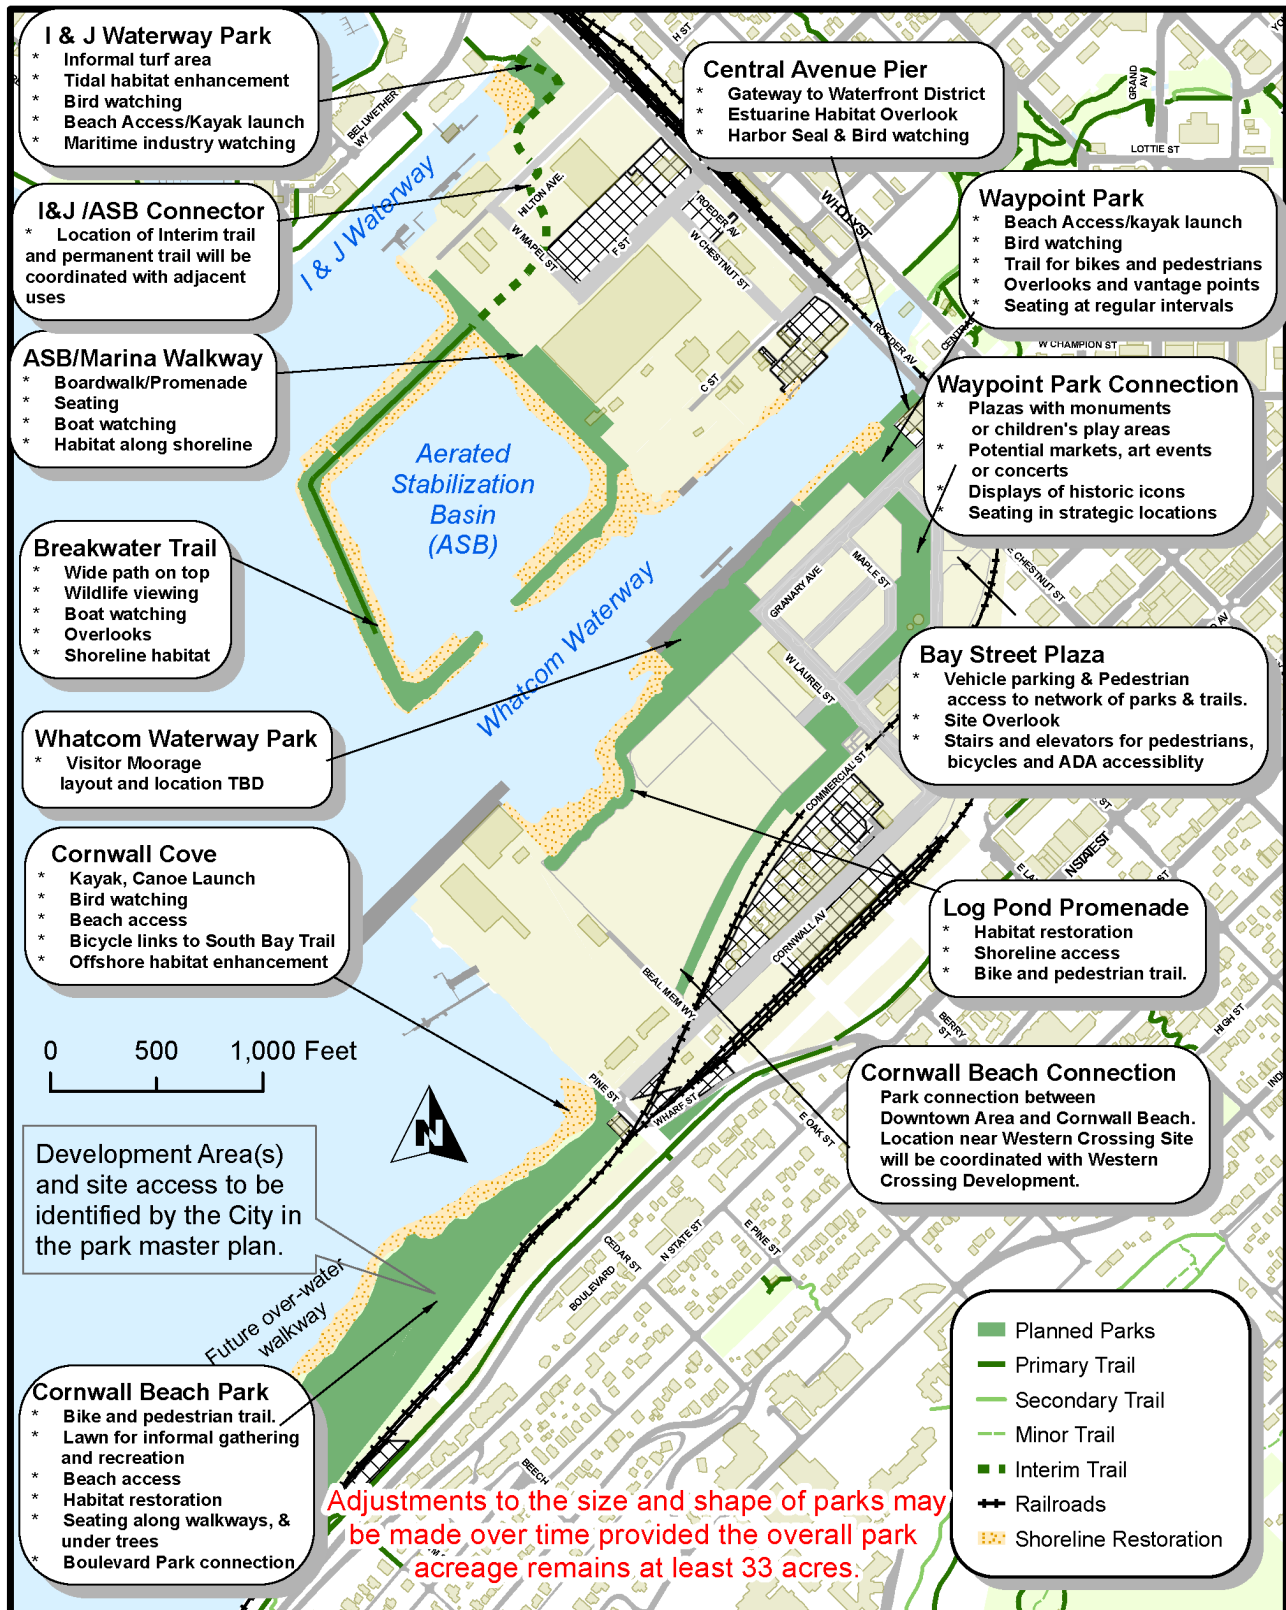 I & J Waterway Park
* Informal turf area
* Tidal habitat enhancement
* Bird watching
* Beach Access/Kayak launch
* Maritime industry watching
I&J /ASB Connector
* Location of Interim trail
and permanent trail will be
coordinated with adjacent
uses
ASB/Marina Walkway
* Boardwalk/Promenade
* Seating
* Boat watching
* Habitat along shoreline
Breakwater Trail
* Wide path on top
* Wildlife viewing
* Boat watching
* Overlooks
* Shoreline habitat
Whatcom Waterway Park
* Visitor Moorage
layout and location TBD
Cornwall Cove
* Kayak, Canoe Launch
* Bird watching
* Beach access
* Bicycle links to South Bay Trail
* Offshore habitat enhancement
0 500 1,000 Feet
N
Development Area(s)
and site access to be
identified by the City in
the park master plan.
Future over-water
walkway
Cornwall Beach Park
* Bike and pedestrian trail.
* Lawn for informal gathering
and recreation
* Beach access
* Habitat restoration
* Seating along walkways, &
under trees
* Boulevard Park connection
Central Avenue Pier
* Gateway to Waterfront District
* Estuarine Habitat Overlook
* Harbor Seal & Bird watching
Waypoint Park
* Beach Access/kayak launch
* Bird watching
* Trail for bikes and pedestrians
* Overlooks and vantage points
* Seating at regular intervals
Waypoint Park Connection
* Plazas with monuments
or children's play areas
* Potential markets, art events
or concerts
* Displays of historic icons
* Seating in strategic locations
Bay Street Plaza
* Vehicle parking & Pedestrian
access to network of parks & trails.
* Site Overlook
* Stairs and elevators for pedestrians,
bicycles and ADA accessiblity
Log Pond Promenade
* Habitat restoration
* Shoreline access
* Bike and pedestrian trail.
Cornwall Beach Connection
Park connection between
Downtown Area and Cornwall Beach.
Location near Western Crossing Site
will be coordinated with Western
Crossing Development.
Planned Parks
Primary Trail
Secondary Trail
Minor Trail
Interim Trail
Railroads
Shoreline Restoration
Adjustments to the size and shape of parks may
be made over time provided the overall park
acreage remains at least 33 acres.
I & J Waterway
Aerated
Stabilization
Basin
(ASB)
Whatcom Waterway
BELLWETHER
WY
HILTON AVE.
W MAPEL ST
F ST
ROEDER AV
W CHESTNUT ST
C ST
H ST
W HOLLY ST
GRAND
AV
LOTTIE ST
ROEDER AV
W CHAMPION ST
E CHESTNUT ST
MAPLE ST
GRANARY AVE
W LAUREL ST
COMMERCIAL ST
CORNWALL AV
BEAL MEM WY.
N STATE ST
BERRY
ST
HIGH ST
PINE ST
WHARF ST
E OAK ST
E PINE ST
N STATE ST
CEDAR ST
BOULEVARD
BEECH